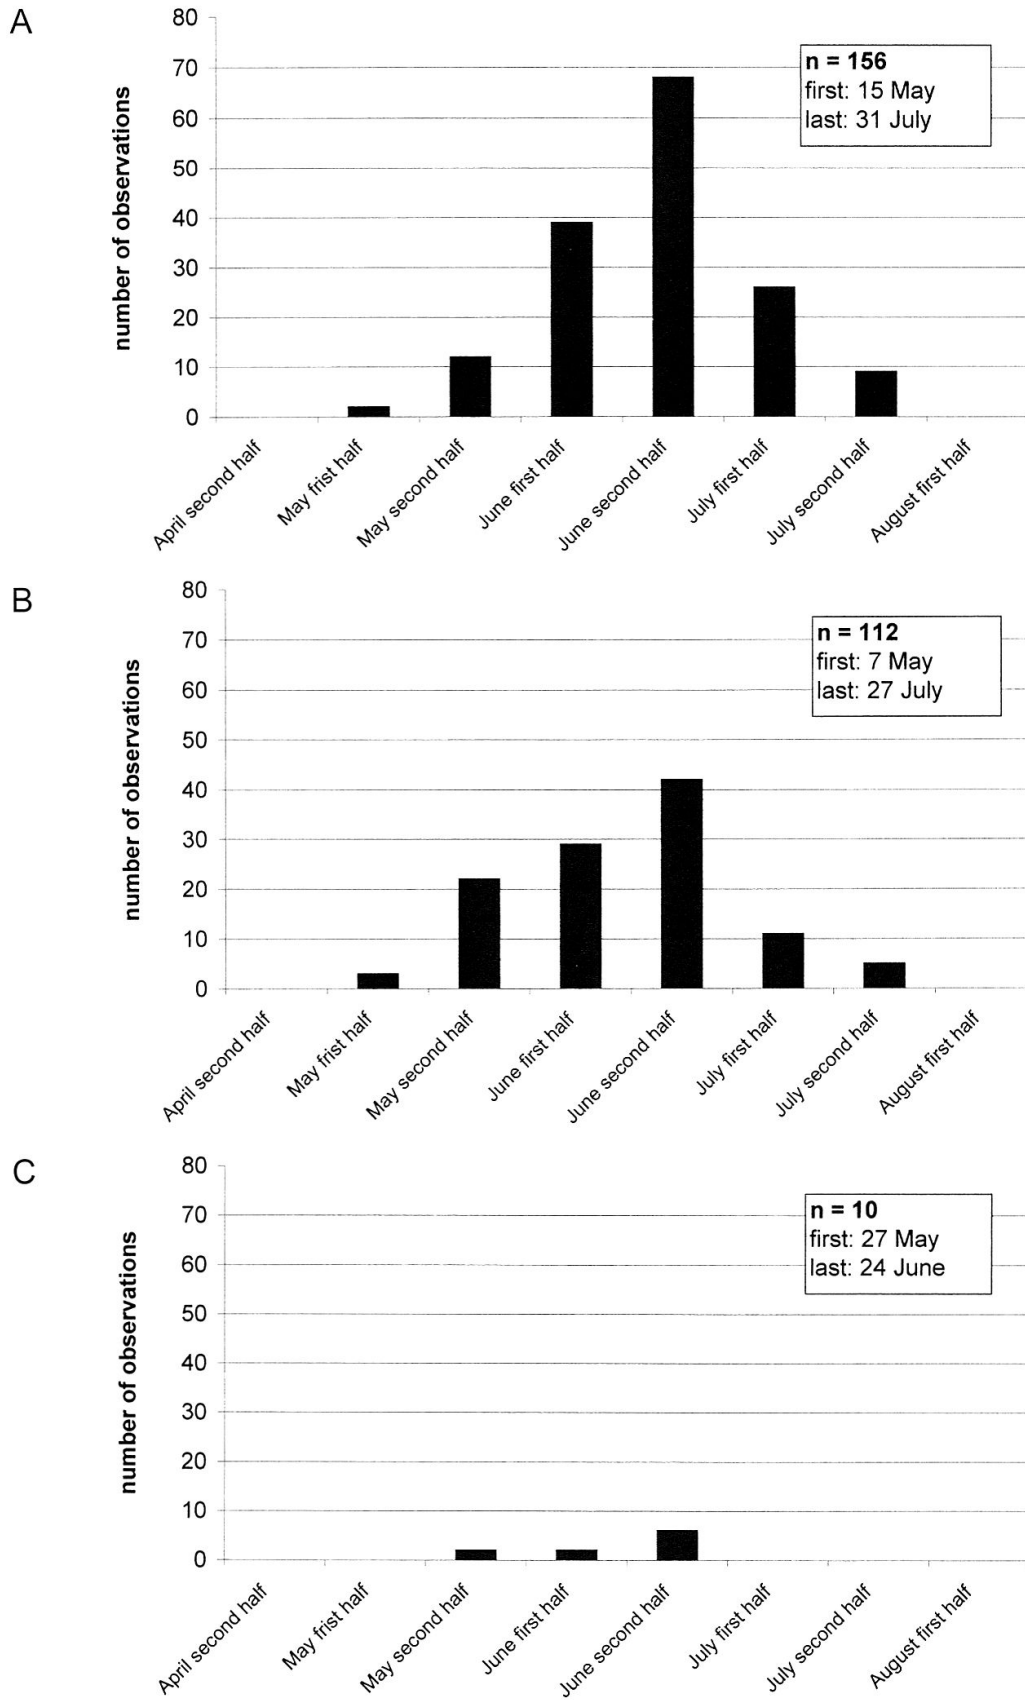 A
80
70
60
50
40
30
20
10
0
number of observations
n = 156
first: 15 May
last: 31 July
April second half
May frist half
May second half
June first half
June second half
July first half
July second half
August first half
B
80
70
60
50
40
30
20
10
0
number of observations
n = 112
first: 7 May
last: 27 July
April second half
May frist half
May second half
June first half
June second half
July first half
July second half
August first half
C
80
70
60
50
40
30
20
10
0
number of observations
n = 10
first: 27 May
last: 24 June
April second half
May frist half
May second half
June first half
June second half
July first half
July second half
August first half